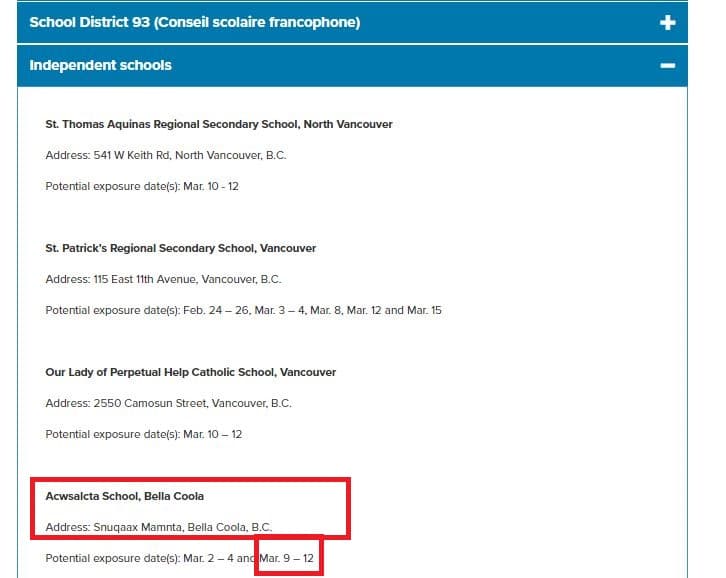 School District 93 (Conseil scolaire francophone)
Independent schools
St. Thomas Aquinas Regional Secondary School, North Vancouver
Address: 541 W Keith Rd, North Vancouver, B.C.
Potential exposure date(s): Mar. 10 - 12
St. Patrick's Regional Secondary School, Vancouver
Address: 115 East 11th Avenue, Vancouver, B.C.
Potential exposure date(s): Feb. 24 – 26, Mar. 3 – 4, Mar. 8, Mar. 12 and Mar. 15
Our Lady of Perpetual Help Catholic School, Vancouver
Address: 2550 Camosun Street, Vancouver, B.C.
Potential exposure date(s): Mar. 10 – 12
Acwsalcta School, Bella Coola
Address: Snuqaax Mamnta, Bella Coola, B.C.
Potential exposure date(s): Mar. 2 – 4 and Mar. 9 – 12